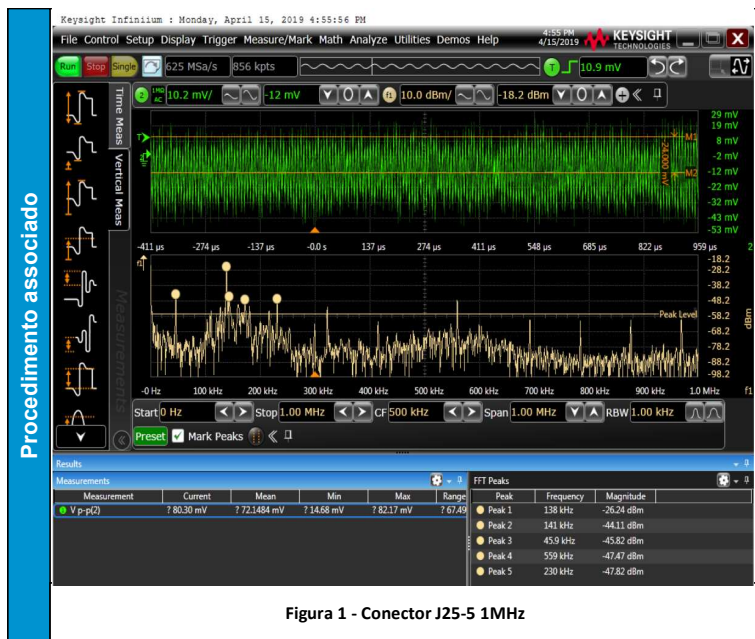 Keysight Infiniium : Monday, April 15, 2019 4:55:56 PM
File Control Setup Display Trigger Measure/Mark Math Analyze Utilities Demos Help
4:55 PM
4/15/2019
KEYSIGHT
TECHNOLOGIES
Run Stop Single 625 MSa/s 856 kpts T 10.9 mV
2 1MΩ AC 10.2 mV/ -12 mV f1 10.0 dBm/ -18.2 dBm
Time Meas
Vertical Meas
Measurements
Procedimento associado
29 mV
19 mV
8 mV
-2 mV
-12 mV
-22 mV
-32 mV
-43 mV
-53 mV
T
M1
M2
-24.000 mV
-411 µs -274 µs -137 µs -0.0 s 137 µs 274 µs 411 µs 548 µs 685 µs 822 µs 959 µs 2
f1
-18.2
-28.2
-38.2
-48.2
-58.2
-68.2
-78.2
-88.2
-98.2
dBm
Peak Level
-0 Hz 100 kHz 200 kHz 300 kHz 400 kHz 500 kHz 600 kHz 700 kHz 800 kHz 900 kHz 1.0 MHz f1
Start 0 Hz Stop 1.00 MHz CF 500 kHz Span 1.00 MHz RBW 1.00 kHz
Preset Mark Peaks
Results
Measurements
Measurement Current Mean Min Max Range
V p-p(2) ? 80.30 mV ? 72.1484 mV ? 14.68 mV ? 82.17 mV ? 67.49
FFT Peaks
Peak Frequency Magnitude
Peak 1 138 kHz -26.24 dBm
Peak 2 141 kHz -44.11 dBm
Peak 3 45.9 kHz -45.82 dBm
Peak 4 559 kHz -47.47 dBm
Peak 5 230 kHz -47.82 dBm
Figura 1 - Conector J25-5 1MHz